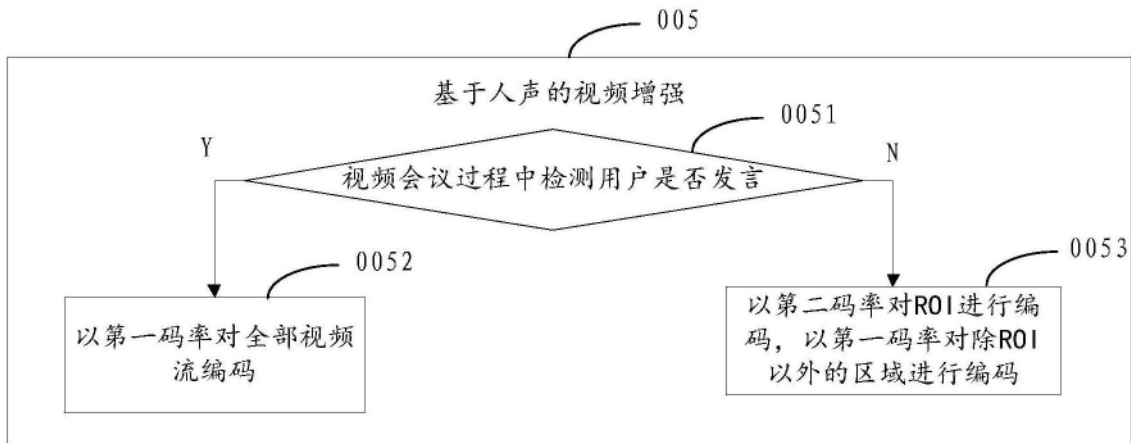 005
基于人声的视频增强
0051
Y
N
视频会议过程中检测用户是否发言
0052
0053
以第一码率对全部视频
流编码
以第二码率对ROI进行编
码，以第一码率对除ROI
以外的区域进行编码